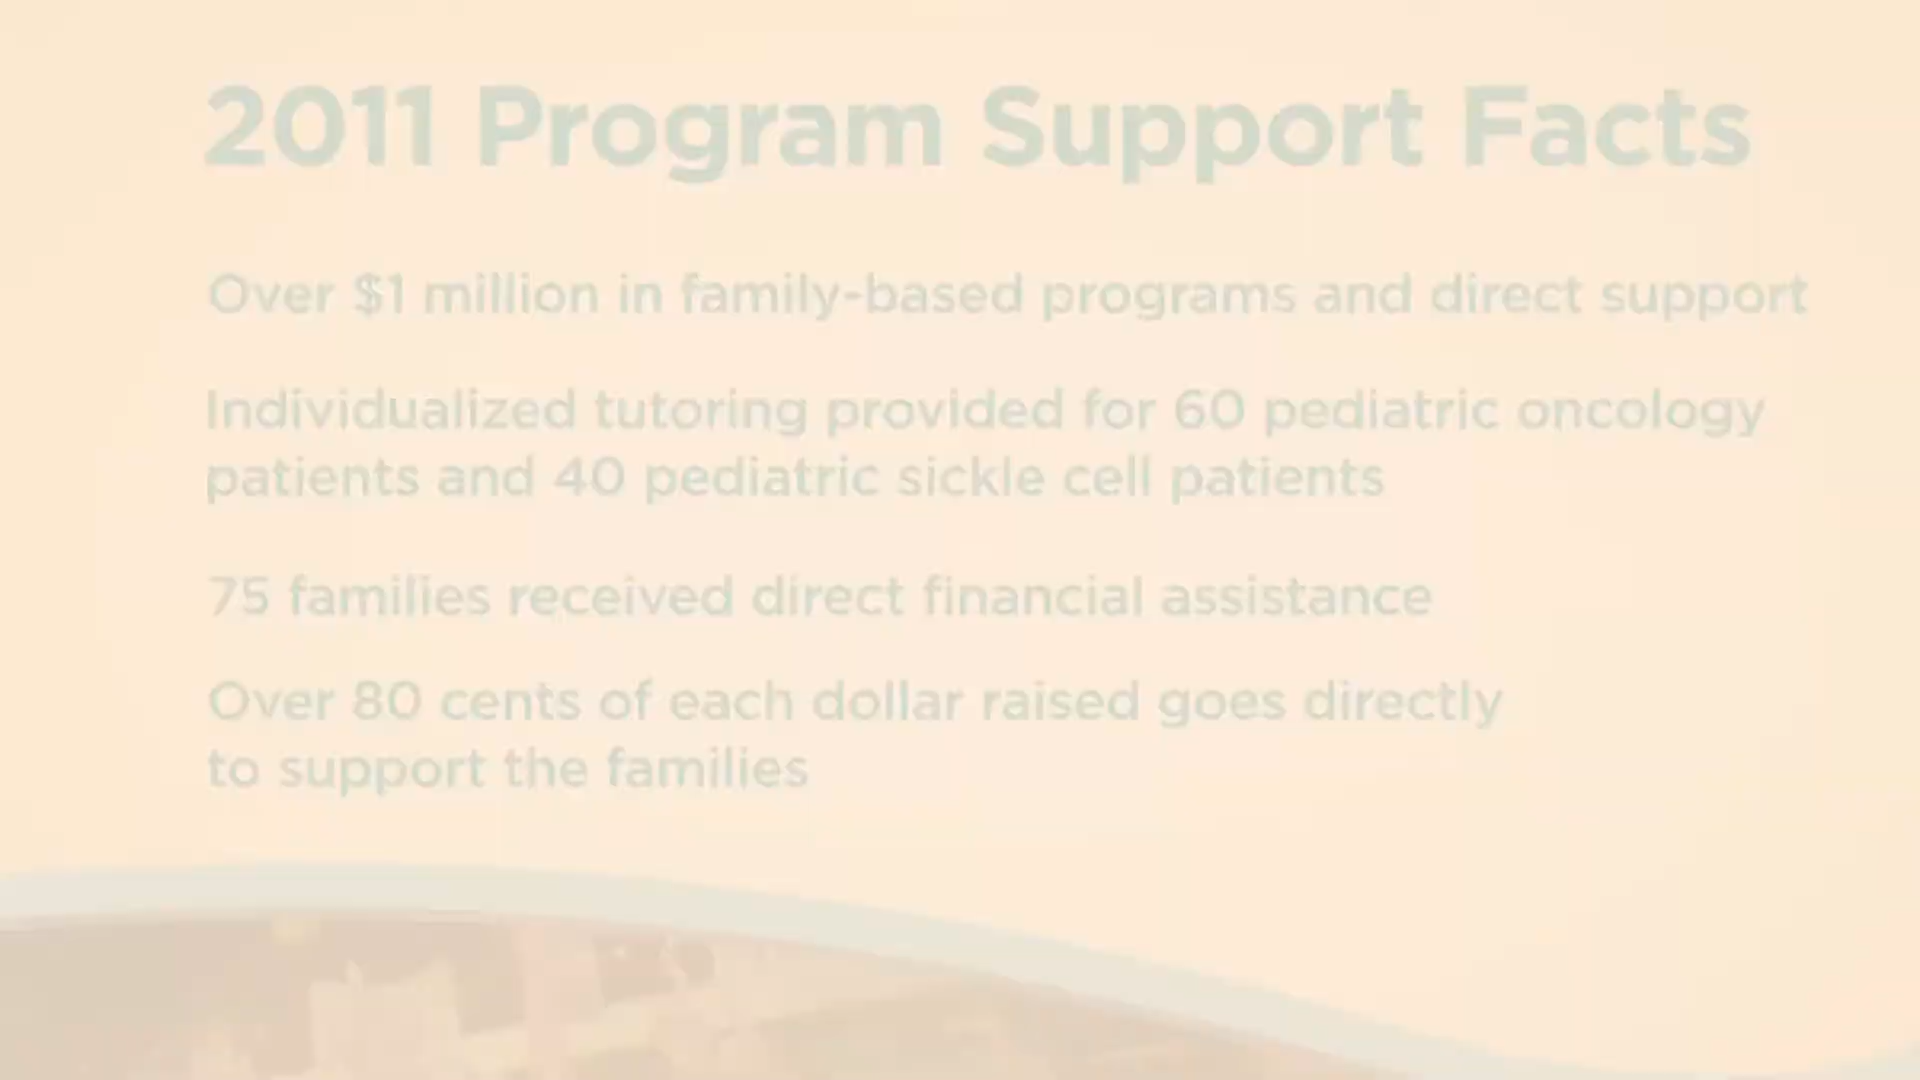 2011 Program Support Facts
Over $1 million in family-based programs and direct support
Individualized tutoring provided for 60 pediatric oncology
patients and 40 pediatric sickle cell patients
75 families received direct financial assistance
Over 80 cents of each dollar raised goes directly
to support the families